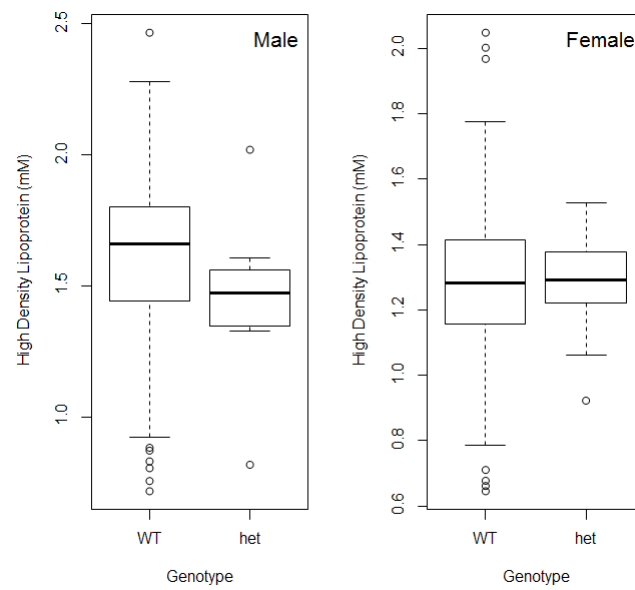 Male
High Density Lipoprotein (mM)
2.5
2.0
1.5
1.0
WT
het
Genotype
Female
High Density Lipoprotein (mM)
2.0
1.8
1.6
1.4
1.2
1.0
0.8
0.6
WT
het
Genotype